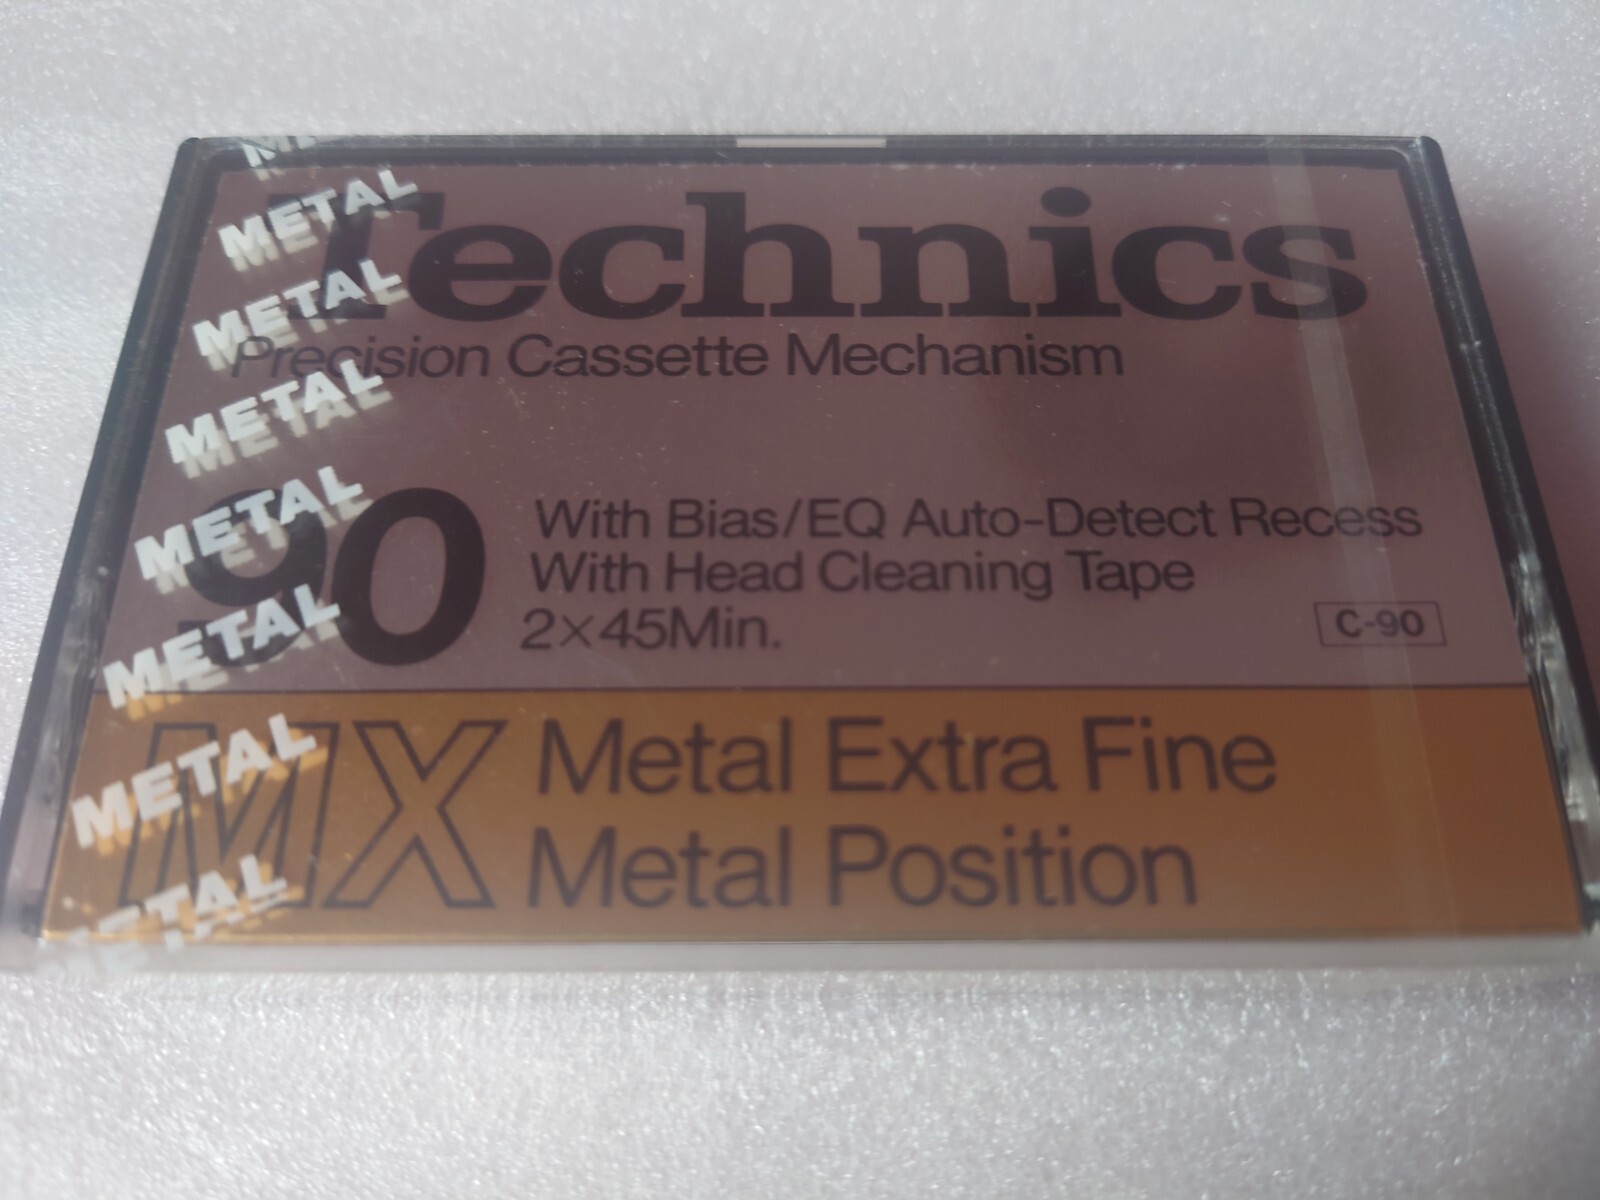 METAL
METAL
METAL
METAL
METAL
METAL
METAL
Technics
Precision Cassette Mechanism
90
With Bias/EQ Auto-Detect Recess
With Head Cleaning Tape
2×45Min.
C-90
MX
Metal Extra Fine
Metal Position